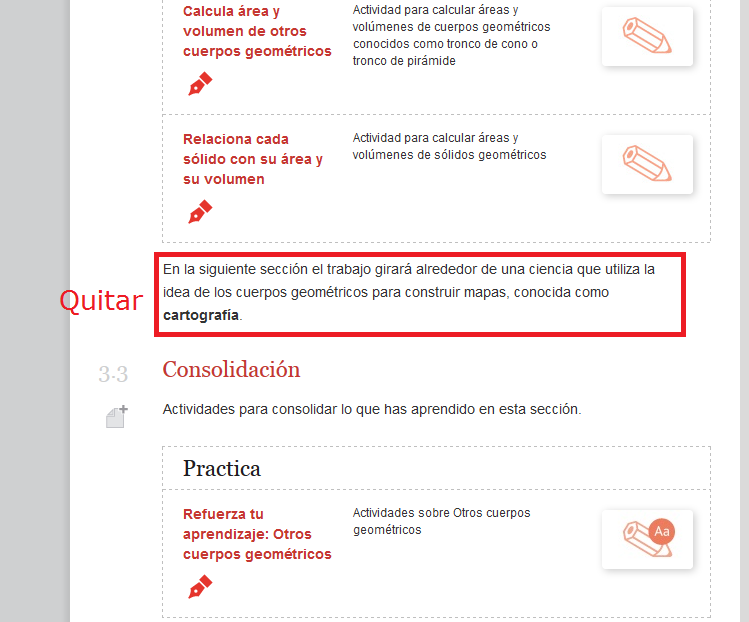 Calcula área y
volumen de otros
cuerpos geométricos
Actividad para calcular áreas y
volúmenes de cuerpos geométricos
conocidos como tronco de cono o
tronco de pirámide
Relaciona cada
sólido con su área y
su volumen
Actividad para calcular áreas y
volúmenes de sólidos geométricos
Quitar
En la siguiente sección el trabajo girará alrededor de una ciencia que utiliza la
idea de los cuerpos geométricos para construir mapas, conocida como
cartografía.
3.3
Consolidación
Actividades para consolidar lo que has aprendido en esta sección.
Practica
Refuerza tu
aprendizaje: Otros
cuerpos geométricos
Actividades sobre Otros cuerpos
geométricos
Aa